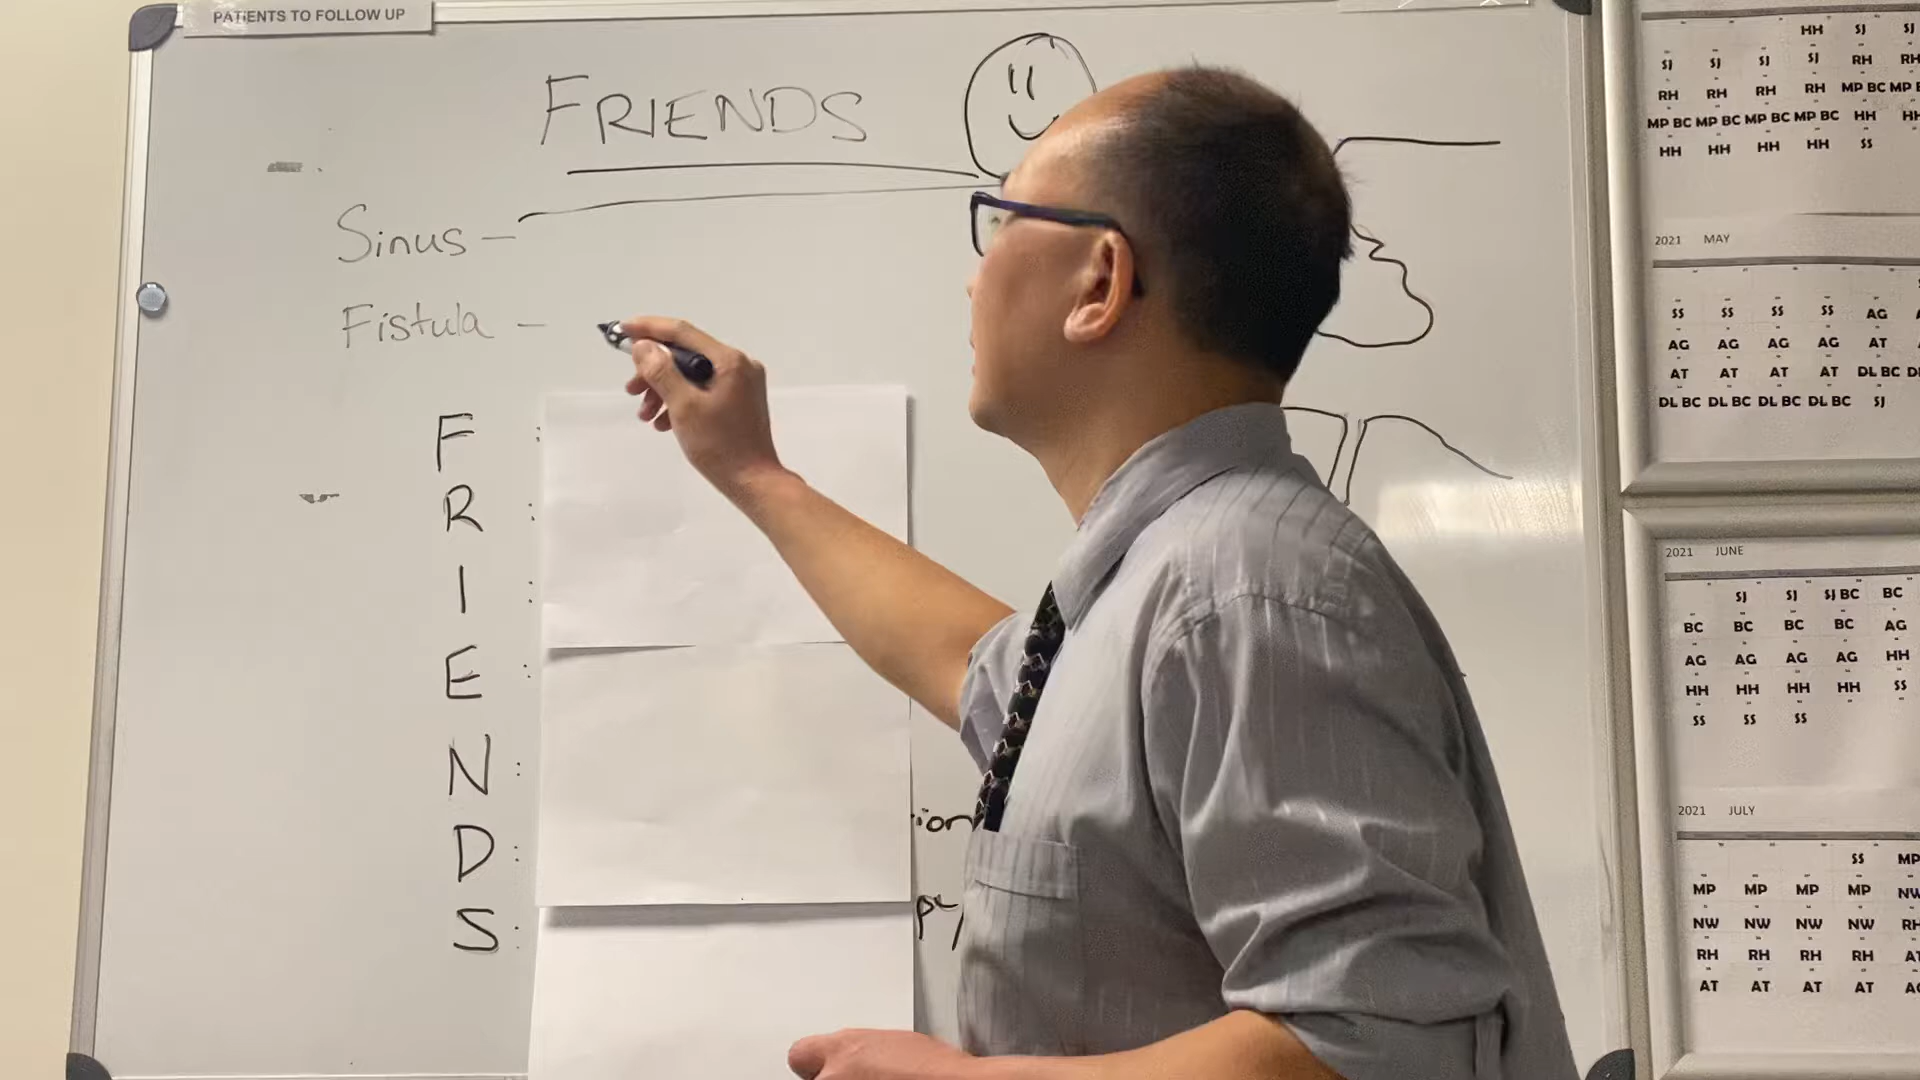 PATIENTS TO FOLLOW UP
FRIENDS
Sinus -
Fistula -
F :
R :
I :
E :
N :
D :
S :
HH SJ SJ
SJ SJ SJ SJ RH RH
RH RH RH RH MP BC
MP BC MP BC MP BC MP BC HH
HH HH HH HH SS
2021 MAY
SS SS SS SS AG
AG AG AG AG AT
AT AT AT AT DL BC
DL BC DL BC DL BC DL BC SJ
2021 JUNE
SJ SJ SJ BC BC
BC BC BC BC AG
AG AG AG AG HH
HH HH HH HH SS
SS SS SS
2021 JULY
SS MP
MP MP MP MP NW
NW NW NW NW RH
RH RH RH RH
AT AT AT AT